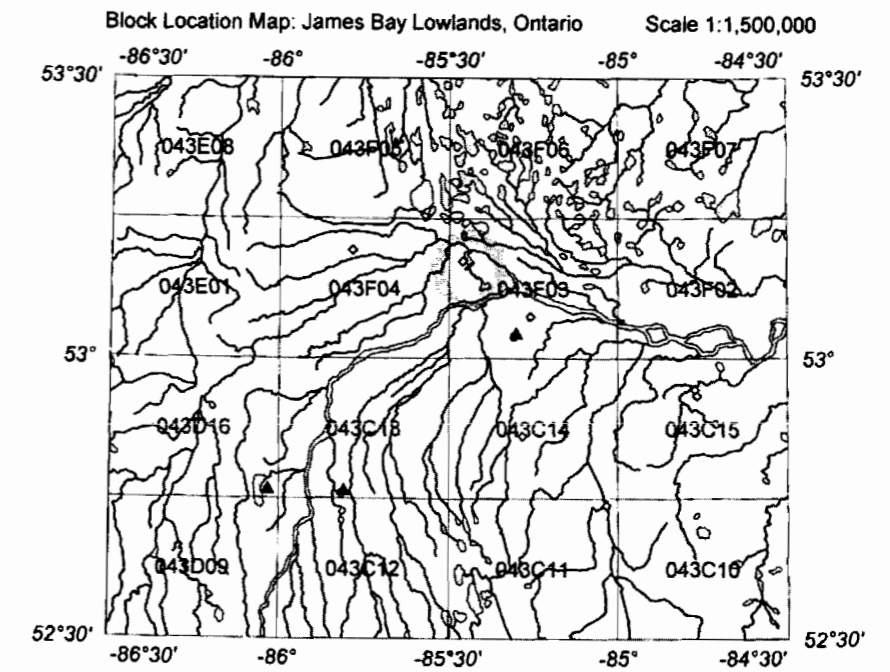 Block Location Map: James Bay Lowlands, Ontario Scale 1:1,500,000
-86°30' -86° -85°30' -85° -84°30'
53°30' 53°30'
043E08 043F05 043F06 043F07
043E01 043F04 043F03 043F02
53° 53°
043D16 043C13 043C14 043C15
043D09 043C12 043C11 043C10
52°30' 52°30'
-86°30' -86° -85°30' -85° -84°30'